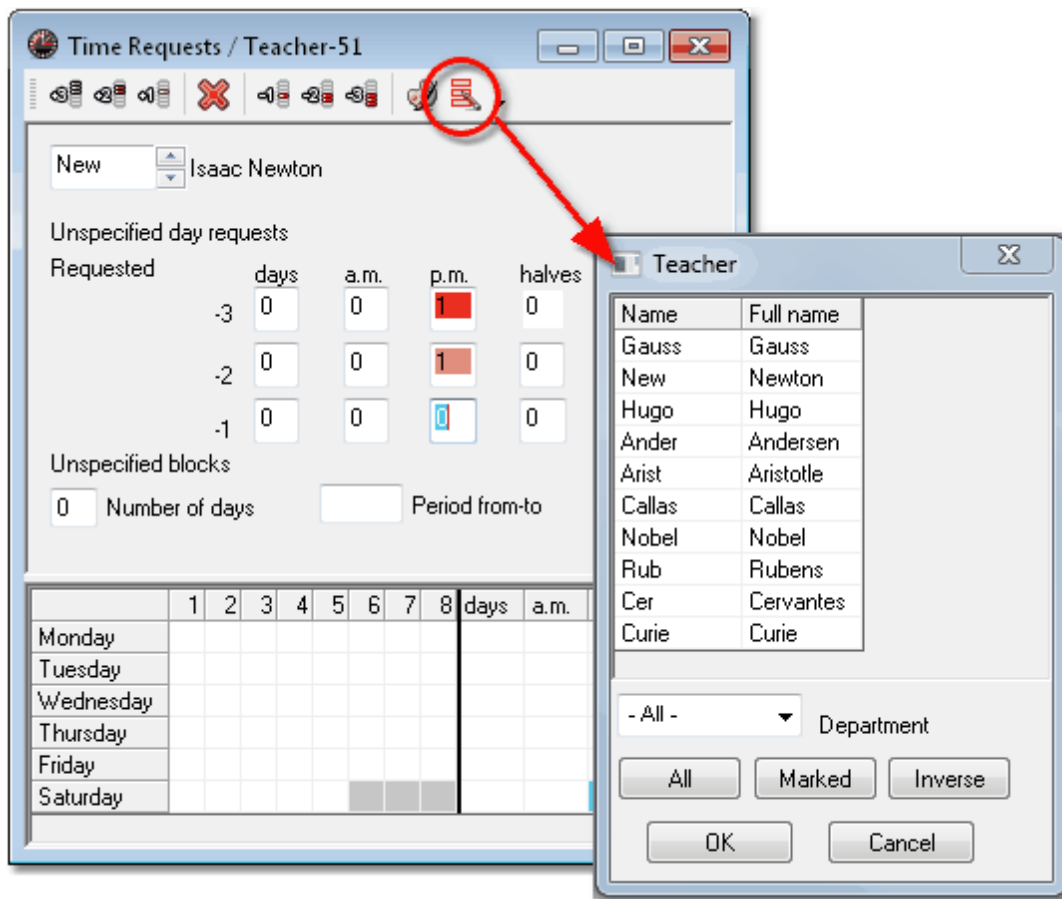 Time Requests / Teacher-51
New Isaac Newton
Unspecified day requests
Requested
days a.m. p.m. halves
-3 0 0 1 0
-2 0 0 1 0
-1 0 0 0 0
Unspecified blocks
0 Number of days Period from-to
1 2 3 4 5 6 7 8 days a.m.
Monday
Tuesday
Wednesday
Thursday
Friday
Saturday
Teacher
Name Full name
Gauss Gauss
New Newton
Hugo Hugo
Ander Andersen
Arist Aristotle
Callas Callas
Nobel Nobel
Rub Rubens
Cer Cervantes
Curie Curie
- All - Department
All Marked Inverse
OK Cancel